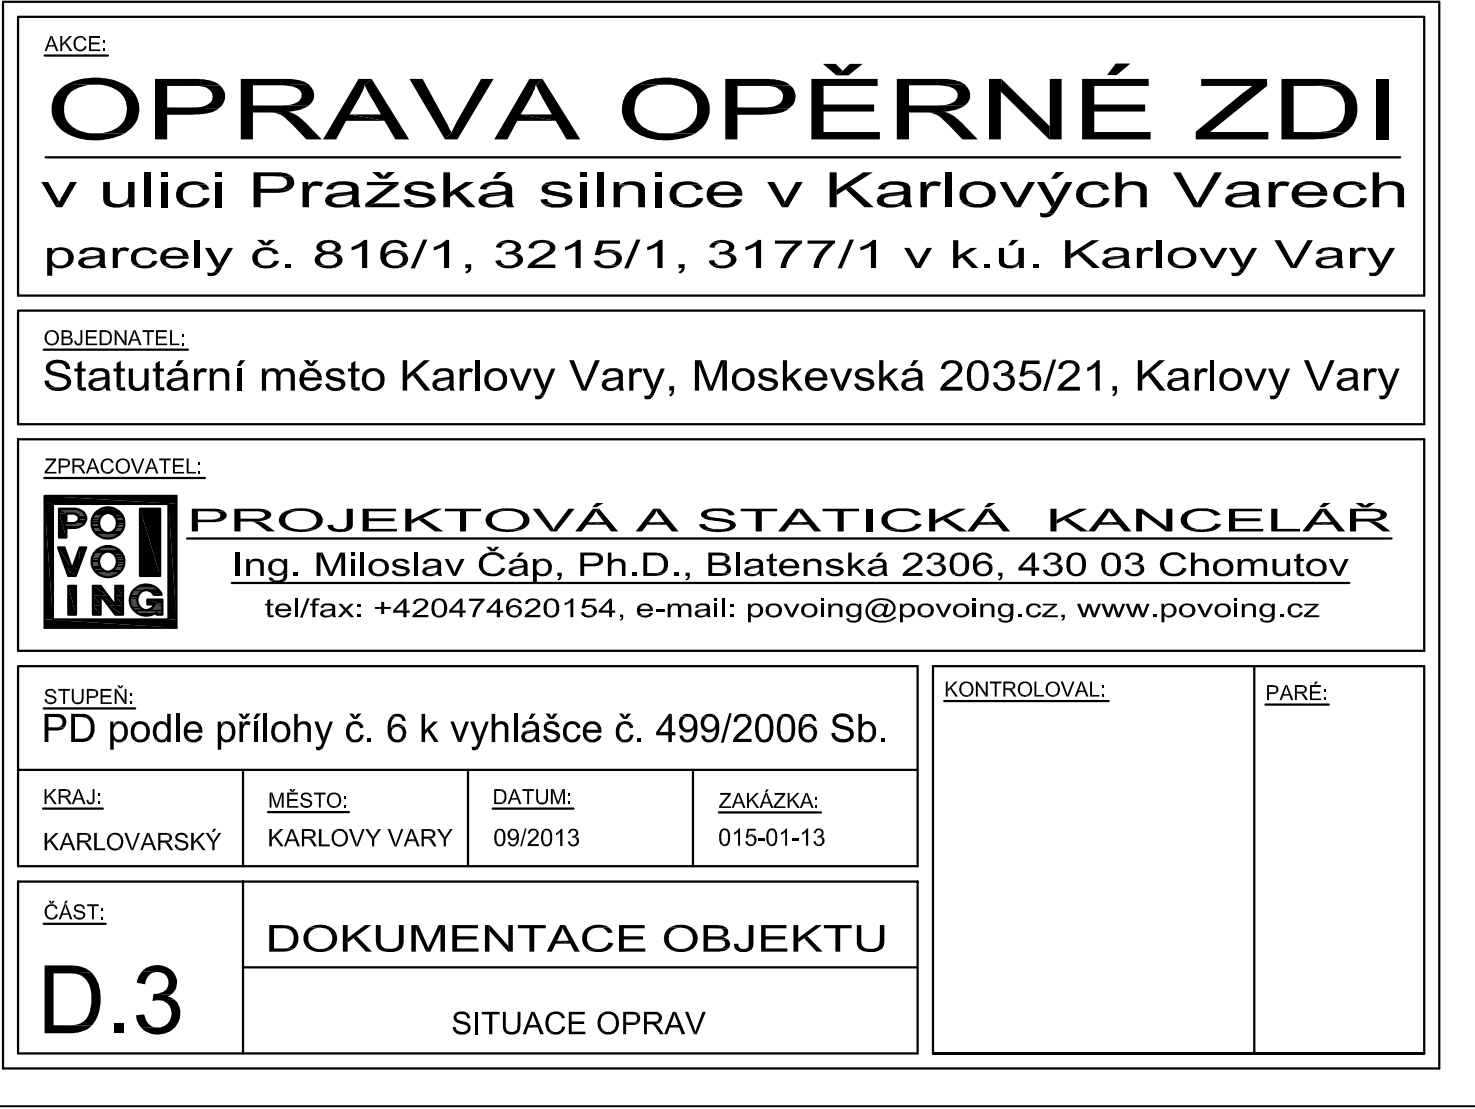 AKCE:
OPRAVA OPĚRNÉ ZDI
v ulici Pražská silnice v Karlových Varech
parcely č. 816/1, 3215/1, 3177/1 v k.ú. Karlovy Vary
OBJEDNATEL:
Statutární město Karlovy Vary, Moskevská 2035/21, Karlovy Vary
ZPRACOVATEL:
PO
VO
ING
PROJEKTOVÁ A STATICKÁ KANCELÁŘ
Ing. Miloslav Čáp, Ph.D., Blatenská 2306, 430 03 Chomutov
tel/fax: +420474620154, e-mail: povoing@povoing.cz, www.povoing.cz
STUPEŇ:
PD podle přílohy č. 6 k vyhlášce č. 499/2006 Sb.
KRAJ:
KARLOVARSKÝ
MĚSTO:
KARLOVY VARY
DATUM:
09/2013
ZAKÁZKA:
015-01-13
KONTROLOVAL:
PARÉ:
ČÁST:
D.3
DOKUMENTACE OBJEKTU
SITUACE OPRAV